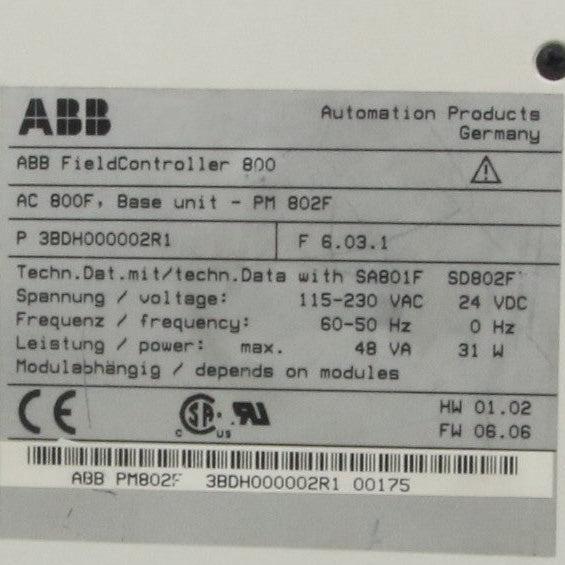 ABB
Automation Products
Germany
ABB FieldController 800
AC 800F, Base unit - PM 802F
P 3BDH000002R1 F 6.03.1
Techn.Dat.mit/techn.Data with SA801F SD802F
Spannung / voltage: 115-230 VAC 24 VDC
Frequenz / frequency: 60-50 Hz 0 Hz
Leistung / power: max. 48 VA 31 W
Modulabhängig / depends on modules
CE c SA us RU HW 01.02
FW 06.06
ABB PM802F 3BDH000002R1 00175